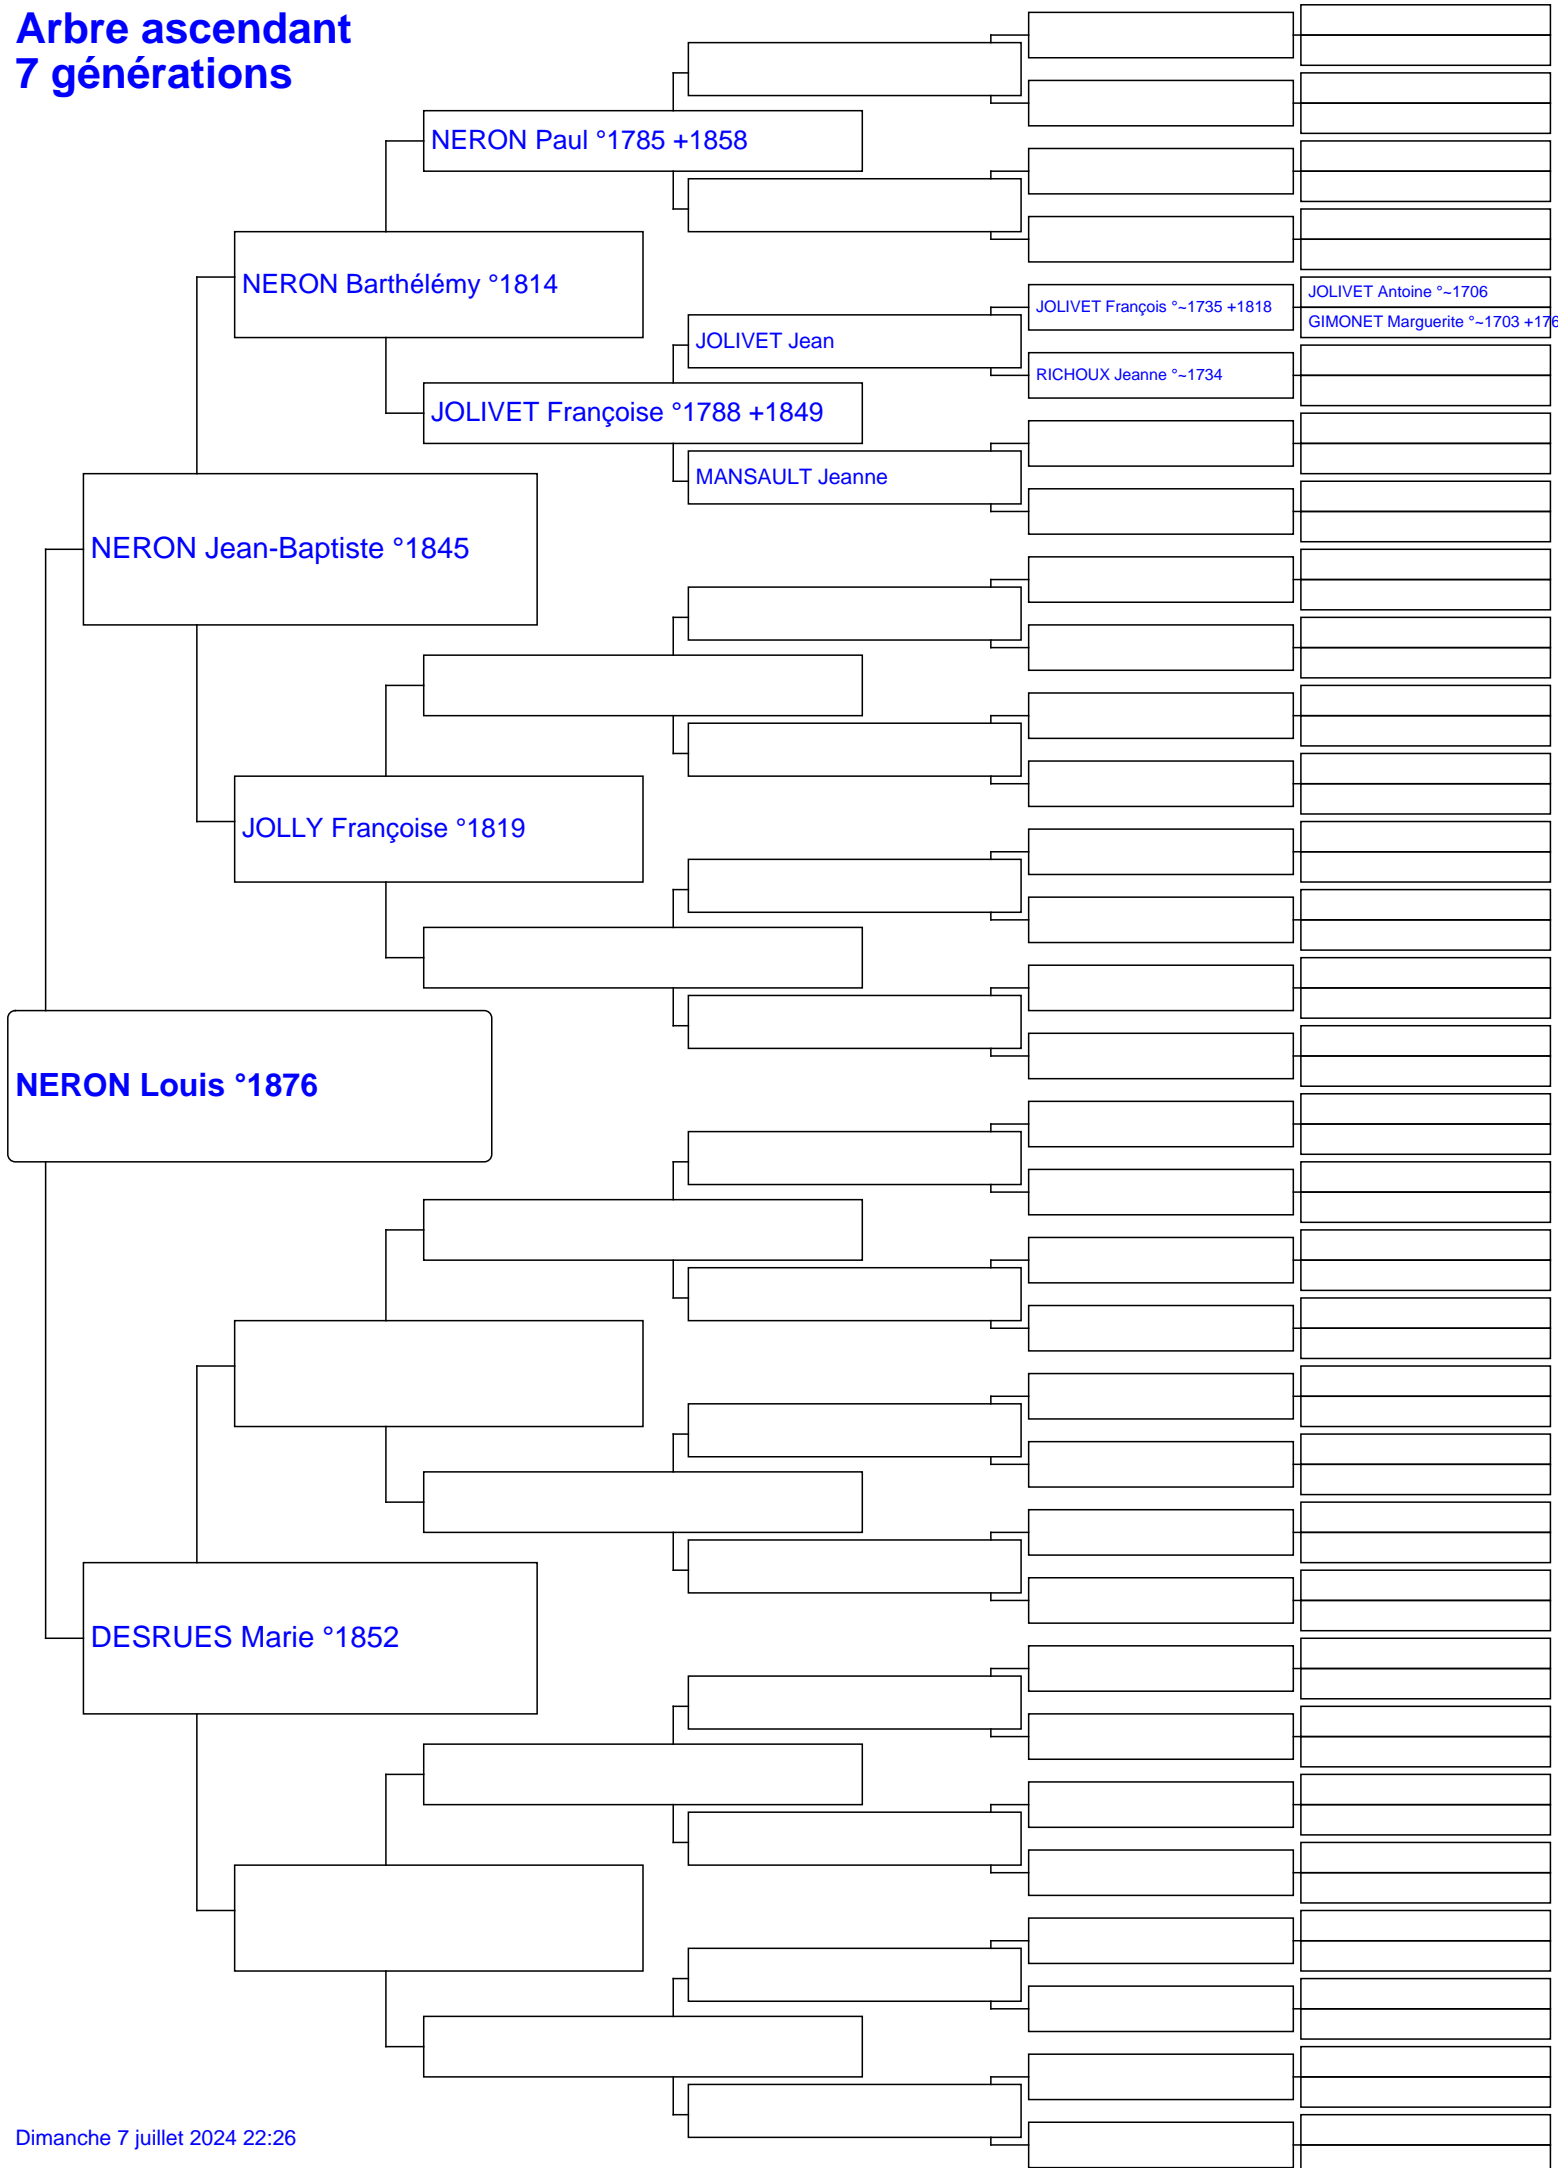 Arbre ascendant
7 générations
NERON Paul °1785 +1858
NERON Barthélémy °1814
JOLIVET François °~1735 +1818
JOLIVET Antoine °~1706
GIMONET Marguerite °~1703 +176
JOLIVET Jean
RICHOUX Jeanne °~1734
JOLIVET Françoise °1788 +1849
MANSAULT Jeanne
NERON Jean-Baptiste °1845
JOLLY Françoise °1819
NERON Louis °1876
DESRUES Marie °1852
Dimanche 7 juillet 2024 22:26